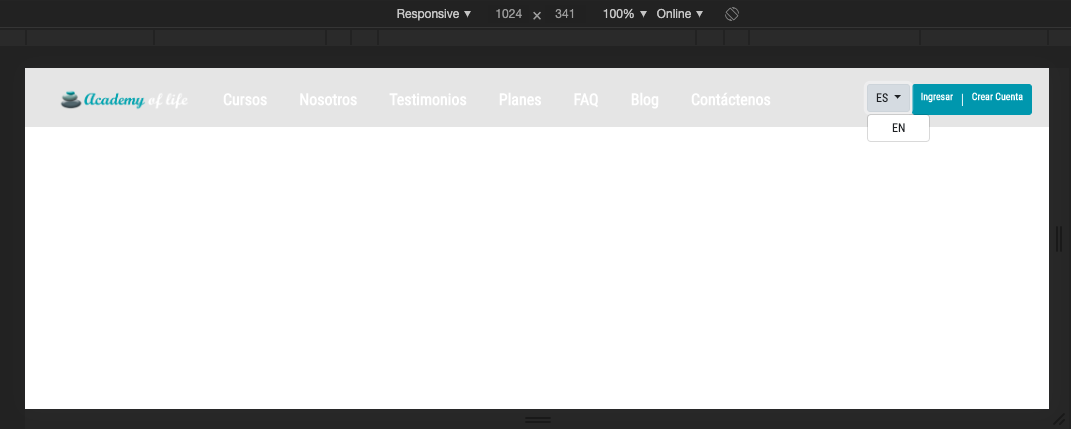 Responsive ▼ 1024 × 341 100% ▼ Online ▼
Academy of life Cursos Nosotros Testimonios Planes FAQ Blog Contáctenos ES Ingresar | Crear Cuenta
EN